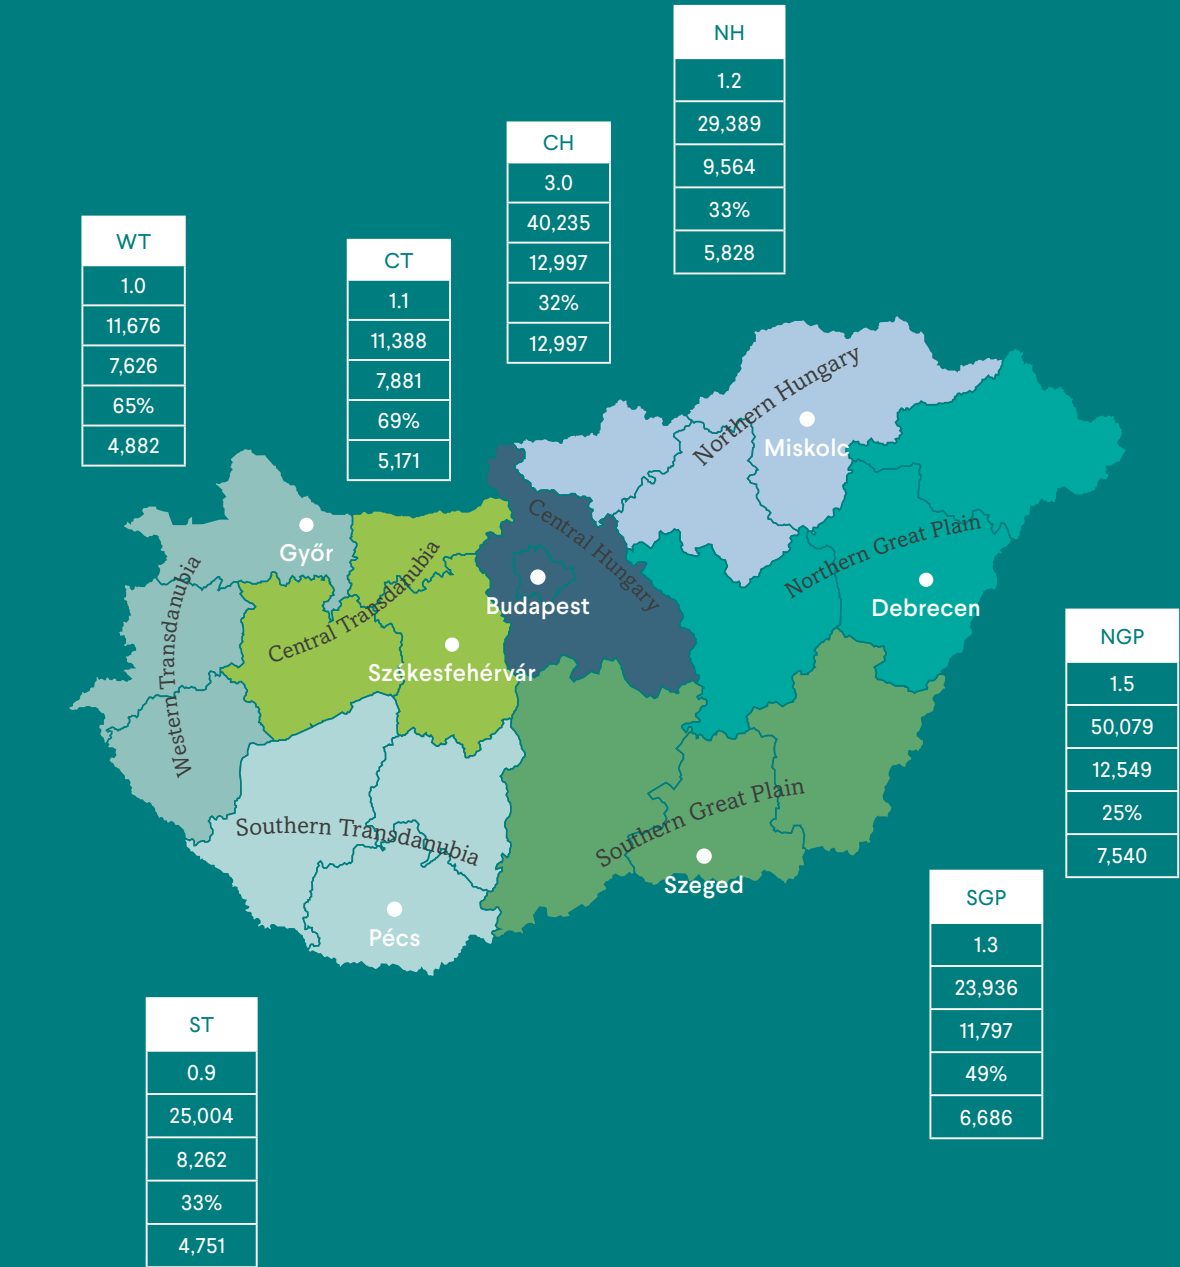 NH
1.2
29,389
9,564
33%
5,828
CH
3.0
40,235
12,997
32%
12,997
WT
1.0
11,676
7,626
65%
4,882
CT
1.1
11,388
7,881
69%
5,171
Northern Hungary
Miskolc
Central Hungary
Budapest
Győr
Western Transdanubia
Central Transdanubia
Székesfehérvár
Northern Great Plain
Debrecen
NGP
1.5
50,079
12,549
25%
7,540
Southern Great Plain
Szeged
Southern Transdanubia
Pécs
SGP
1.3
23,936
11,797
49%
6,686
ST
0.9
25,004
8,262
33%
4,751